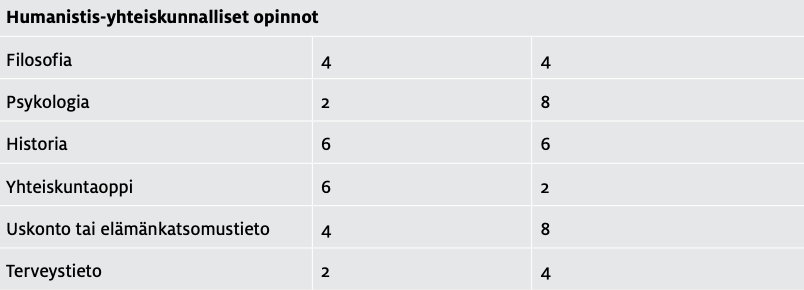 Humanistis-yhteiskunnalliset opinnot
Filosofia 4 4
Psykologia 2 8
Historia 6 6
Yhteiskuntaoppi 6 2
Uskonto tai elämänkatsomustieto 4 8
Terveystieto 2 4